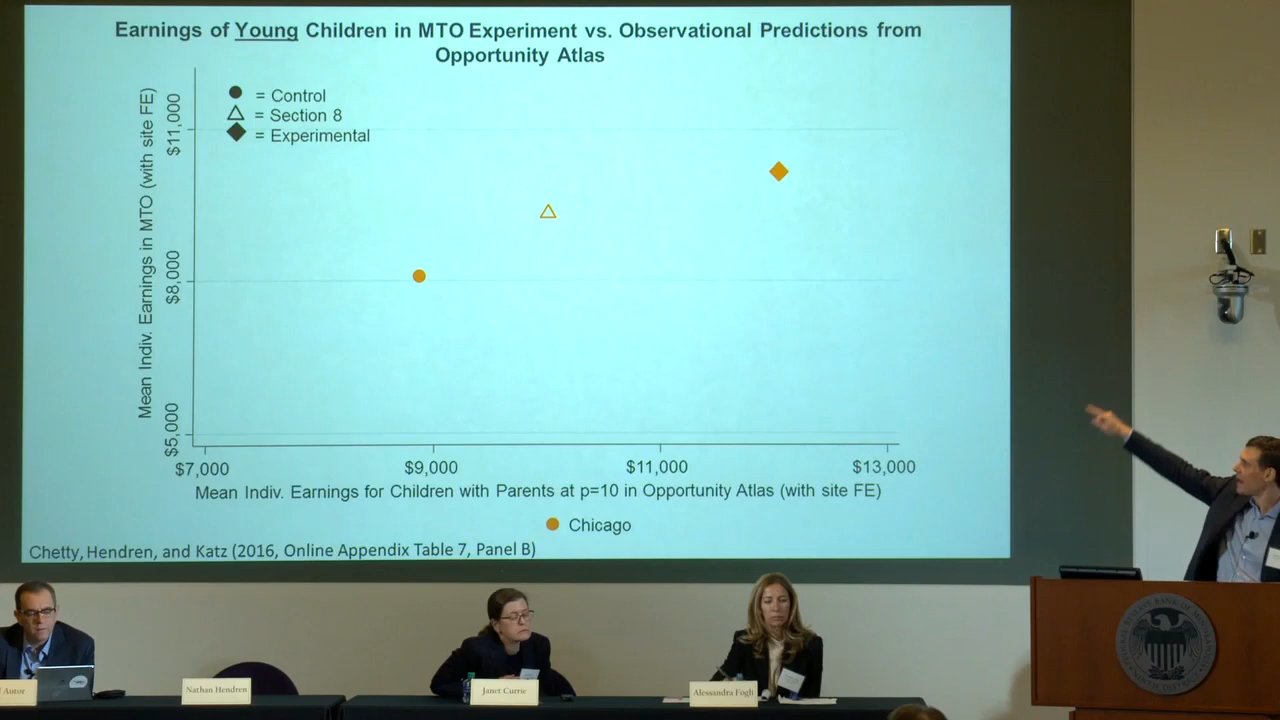 Earnings of Young Children in MTO Experiment vs. Observational Predictions from
Opportunity Atlas
= Control
= Section 8
= Experimental
Mean Indiv. Earnings in MTO (with site FE)
$11,000
$8,000
$5,000
$7,000
$9,000
$11,000
$13,000
Mean Indiv. Earnings for Children with Parents at p=10 in Opportunity Atlas (with site FE)
Chicago
Chetty, Hendren, and Katz (2016, Online Appendix Table 7, Panel B)
Autor
Nathan Hendren
Janet Currie
Alessandra Fogli